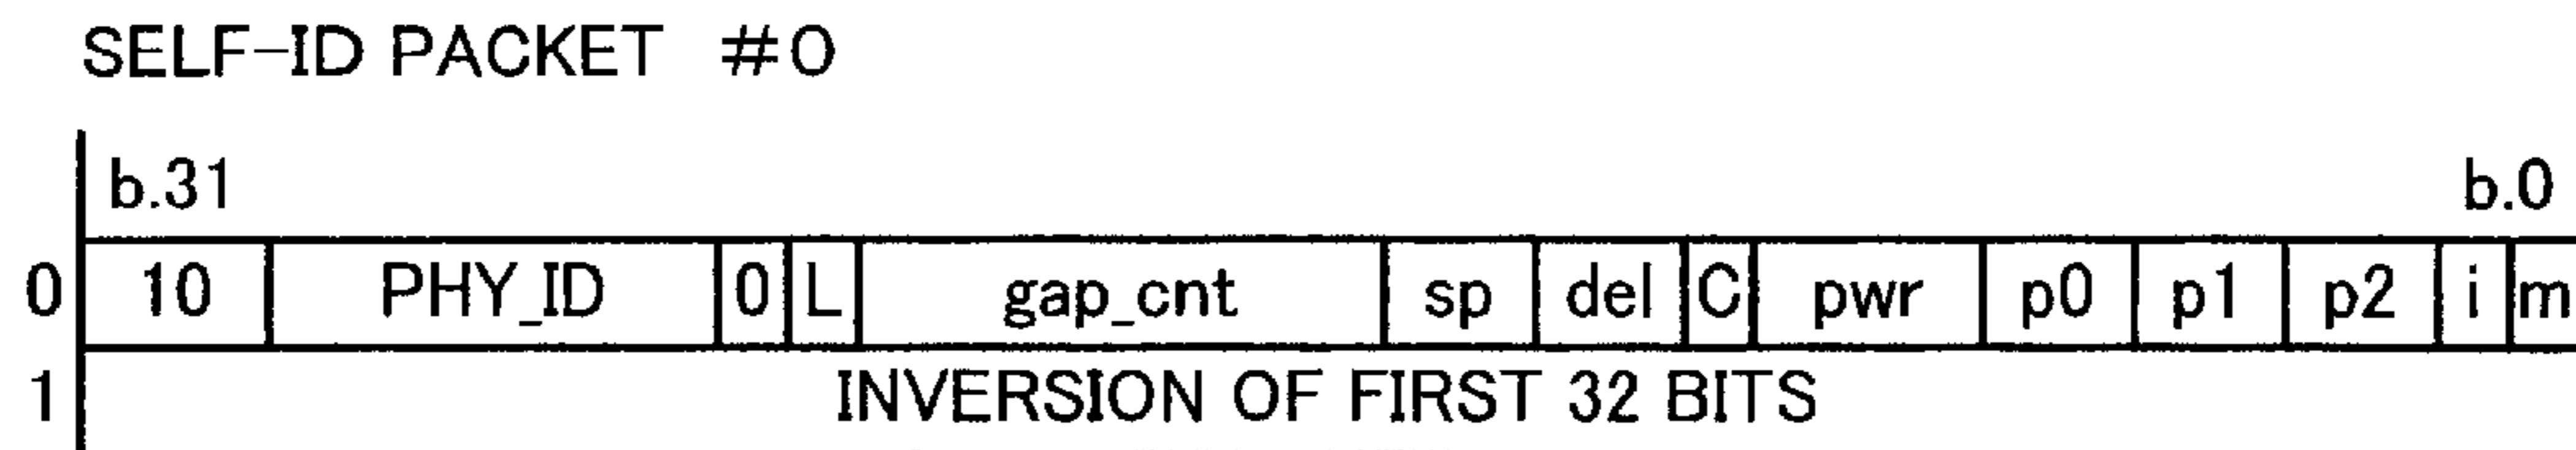 SELF-ID PACKET #0
b.31 b.0
0 10 PHY_ID 0 L gap_cnt sp del C pwr p0 p1 p2 i m
1 INVERSION OF FIRST 32 BITS